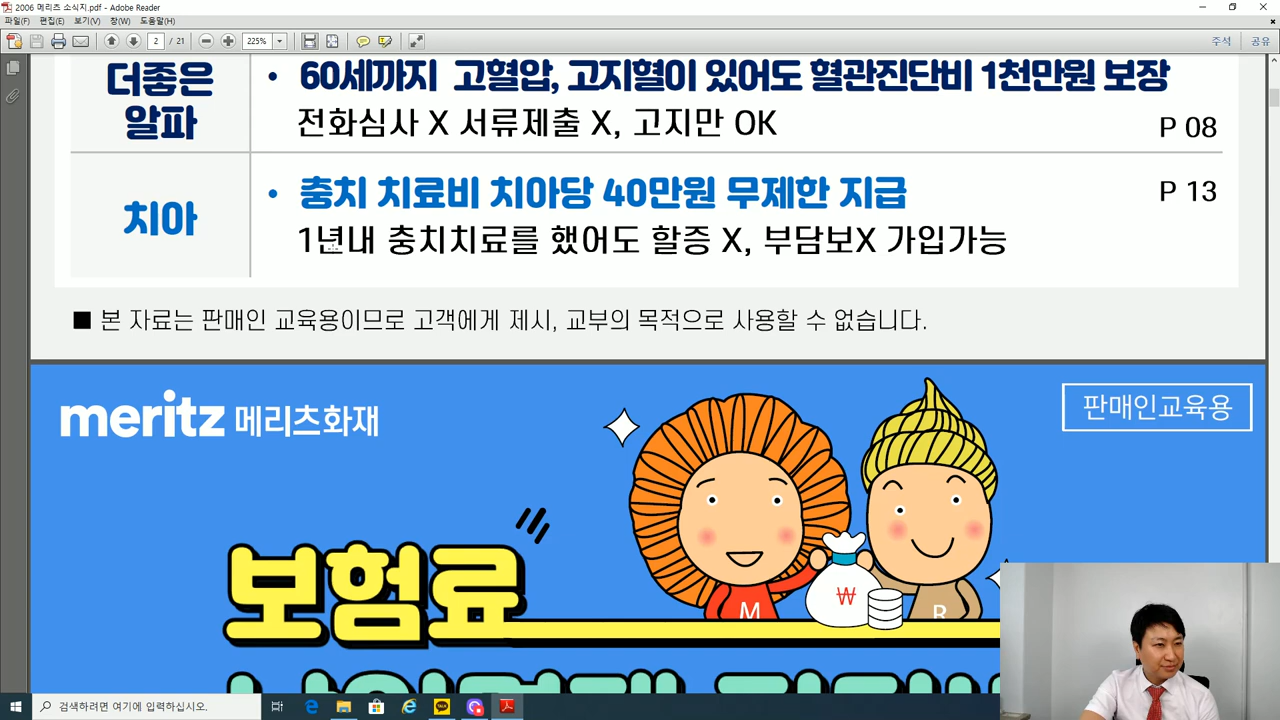 2006 메리츠 소식지.pdf - Adobe Reader
파일(F) 편집(E) 보기(V) 창(W) 도움말(H)
2 / 21 225% 주석 공유
더좋은
알파
• 60세까지 고혈압, 고지혈이 있어도 혈관진단비 1천만원 보장
전화심사 X 서류제출 X, 고지만 OK
P 08
치아
• 충치 치료비 치아당 40만원 무제한 지급
P 13
1년내 충치치료를 했어도 할증 X, 부담보X 가입가능
■ 본 자료는 판매인 교육용이므로 고객에게 제시, 교부의 목적으로 사용할 수 없습니다.
meritz 메리츠화재
판매인교육용
보험료
₩
M
R
검색하려면 여기에 입력하십시오.
TALK